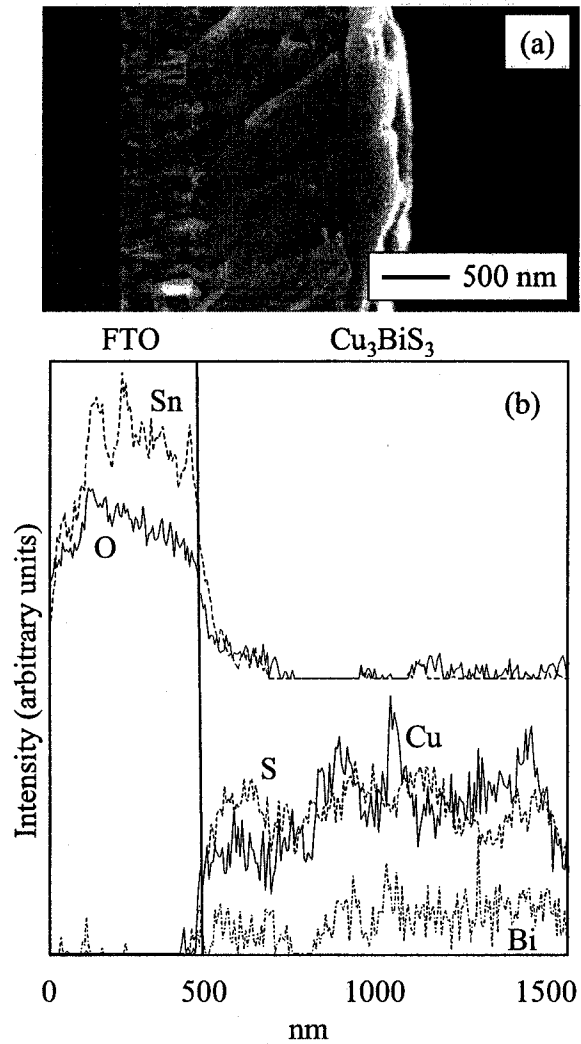 (a)
500 nm
FTO Cu₃BiS₃
(b)
Sn
O
Intensity (arbitrary units)
S
Cu
Bi
0 500 1000 1500
nm